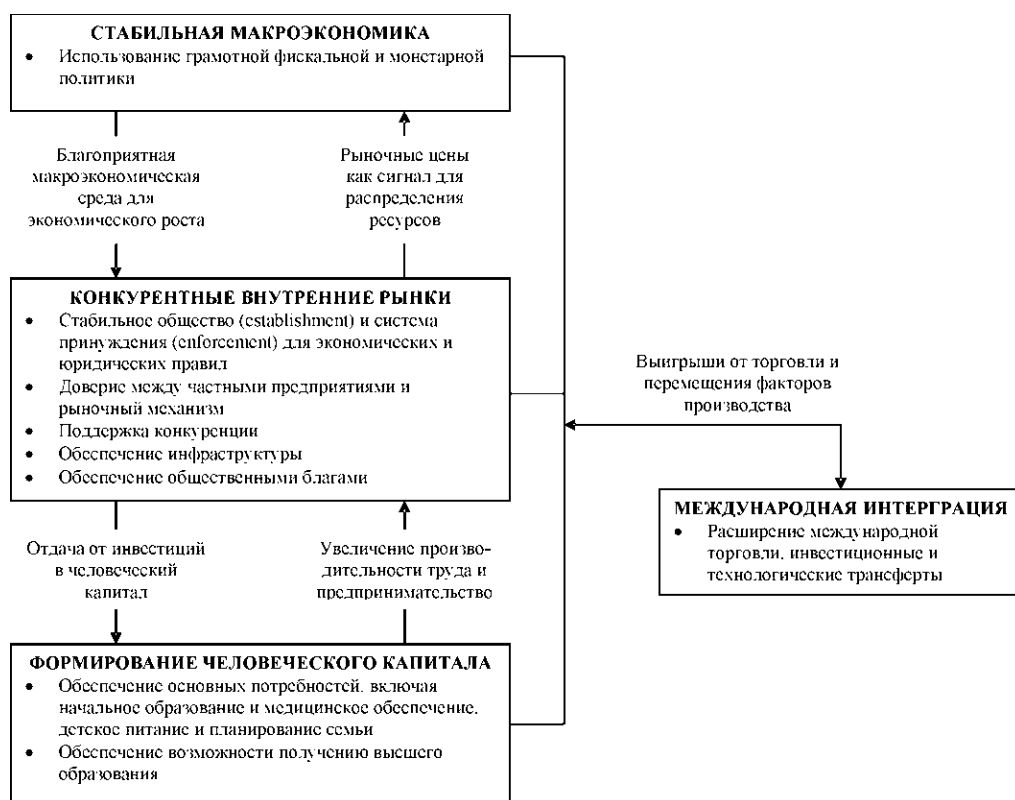 СТАБИЛЬНАЯ МАКРОЭКОНОМИКА
• Использование грамотной фискальной и монетарной
политики
Благоприятная
макроэкономическая
среда для
экономического роста
Рыночные цены
как сигнал для
распределения
ресурсов
КОНКУРЕНТНЫЕ ВНУТРЕННИЕ РЫНКИ
• Стабильное общество (establishment) и система
принуждения (enforcement) для экономических и
юридических правил
• Доверие между частными предприятиями и
рыночный механизм
• Поддержка конкуренции
• Обеспечение инфраструктуры
• Обеспечение общественными благами
Выигрыши от торговли и
перемещения факторов
производства
МЕЖДУНАРОДНАЯ ИНТЕРГРАЦИЯ
• Расширение международной
торговли, инвестиционные и
технологические трансферты
Отдача от инвестиций
в человеческий
капитал
Увеличение произво-
дительности труда и
предпринимательство
ФОРМИРОВАНИЕ ЧЕЛОВЕЧЕСКОГО КАПИТАЛА
• Обеспечение основных потребностей, включая
начальное образование и медицинское обеспечение,
детское питание и планирование семьи
• Обеспечение возможности получению высшего
образования